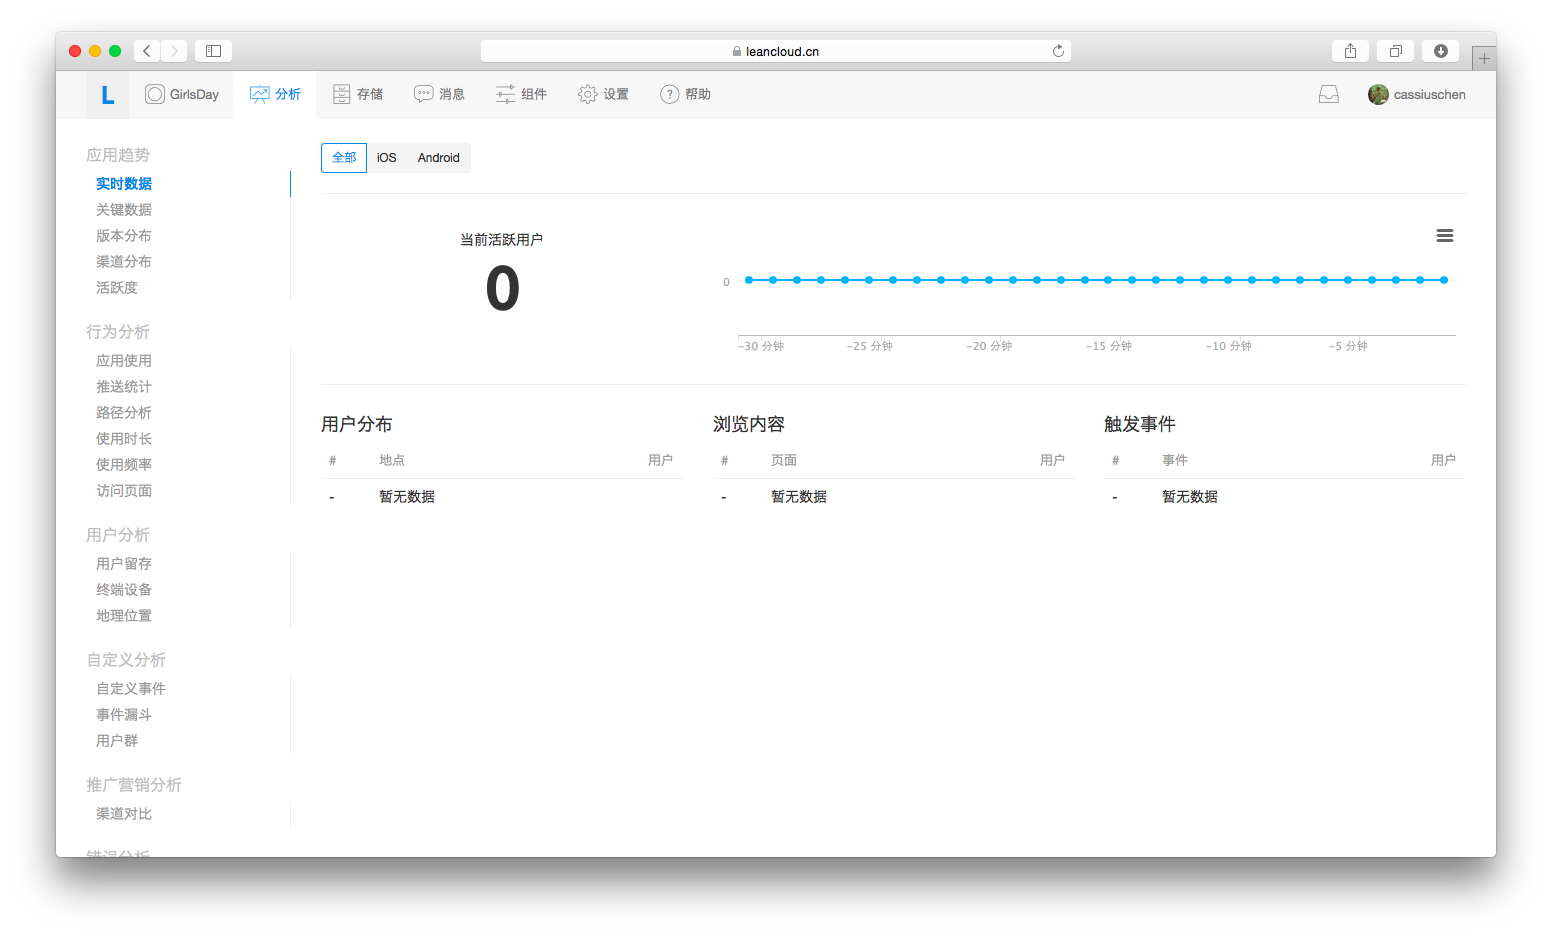 leancloud.cn
L GirlsDay 分析 存储 消息 组件 设置 ? 帮助 cassiuschen
应用趋势
实时数据
关键数据
版本分布
渠道分布
活跃度
行为分析
应用使用
推送统计
路径分析
使用时长
使用频率
访问页面
用户分析
用户留存
终端设备
地理位置
自定义分析
自定义事件
事件漏斗
用户群
推广营销分析
渠道对比
错误分析
全部 iOS Android
当前活跃用户
0
0
-30 分钟 -25 分钟 -20 分钟 -15 分钟 -10 分钟 -5 分钟
用户分布
# 地点 用户
- 暂无数据
浏览内容
# 页面 用户
- 暂无数据
触发事件
# 事件 用户
- 暂无数据